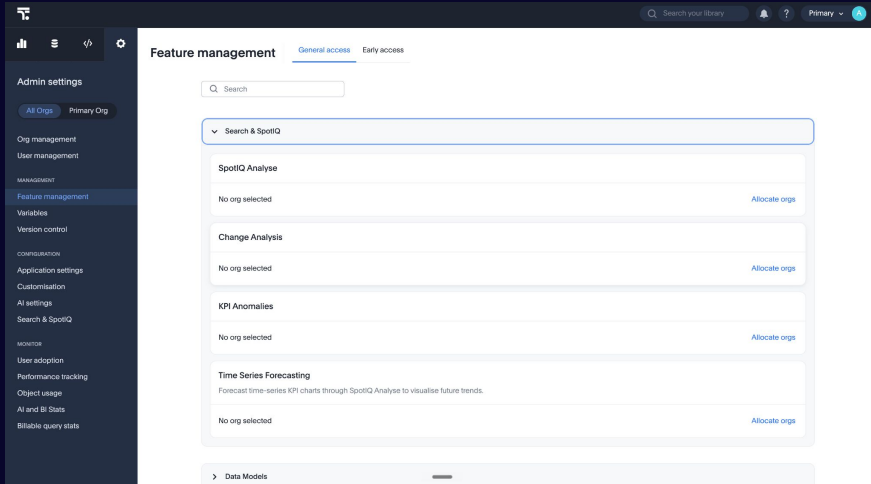 Search your library
?
Primary
A
Admin settings
All Orgs
Primary Org
Org management
User management
MANAGEMENT
Feature management
Variables
Version control
CONFIGURATION
Application settings
Customisation
AI settings
Search & SpotIQ
MONITOR
User adoption
Performance tracking
Object usage
AI and BI Stats
Billable query stats
Feature management
General access
Early access
Search
Search & SpotIQ
SpotIQ Analyse
No org selected
Allocate orgs
Change Analysis
No org selected
Allocate orgs
KPI Anomalies
No org selected
Allocate orgs
Time Series Forecasting
Forecast time-series KPI charts through SpotIQ Analyse to visualise future trends.
No org selected
Allocate orgs
Data Models